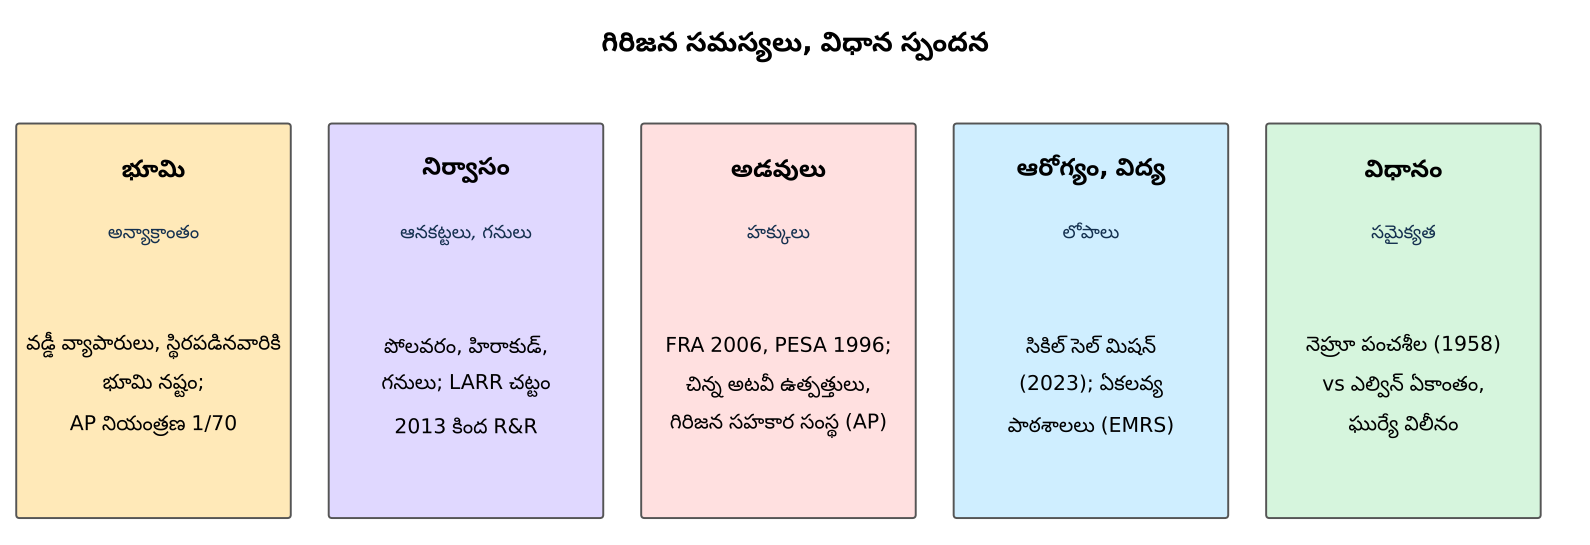 గిరిజన సమస్యలు, విధాన స్పందన
భూమి
అన్యాక్రాంతం
వడ్డీ వ్యాపారులు, స్థిరపడినవారికి
భూమి నష్టం;
AP నియంత్రణ 1/70
నిర్వాసం
ఆనకట్టలు, గనులు
పోలవరం, హిరాకుడ్,
గనులు; LARR చట్టం
2013 కింద R&R
అడవులు
హక్కులు
FRA 2006, PESA 1996;
చిన్న అటవీ ఉత్పత్తులు,
గిరిజన సహకార సంస్థ (AP)
ఆరోగ్యం, విద్య
లోపాలు
సికిల్ సెల్ మిషన్
(2023); ఏకలవ్య
పాఠశాలలు (EMRS)
విధానం
సమైక్యత
నెహ్రూ పంచశీల (1958)
vs ఎల్విన్ ఏకాంతం,
ఘుర్యే విలీనం